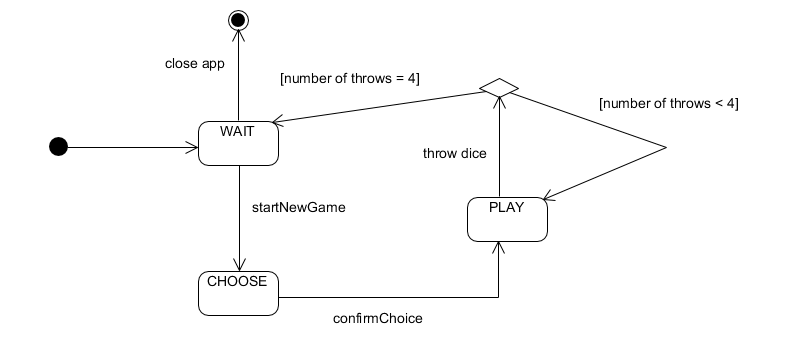 close app
[number of throws = 4]
[number of throws < 4]
WAIT
throw dice
startNewGame
PLAY
CHOOSE
confirmChoice